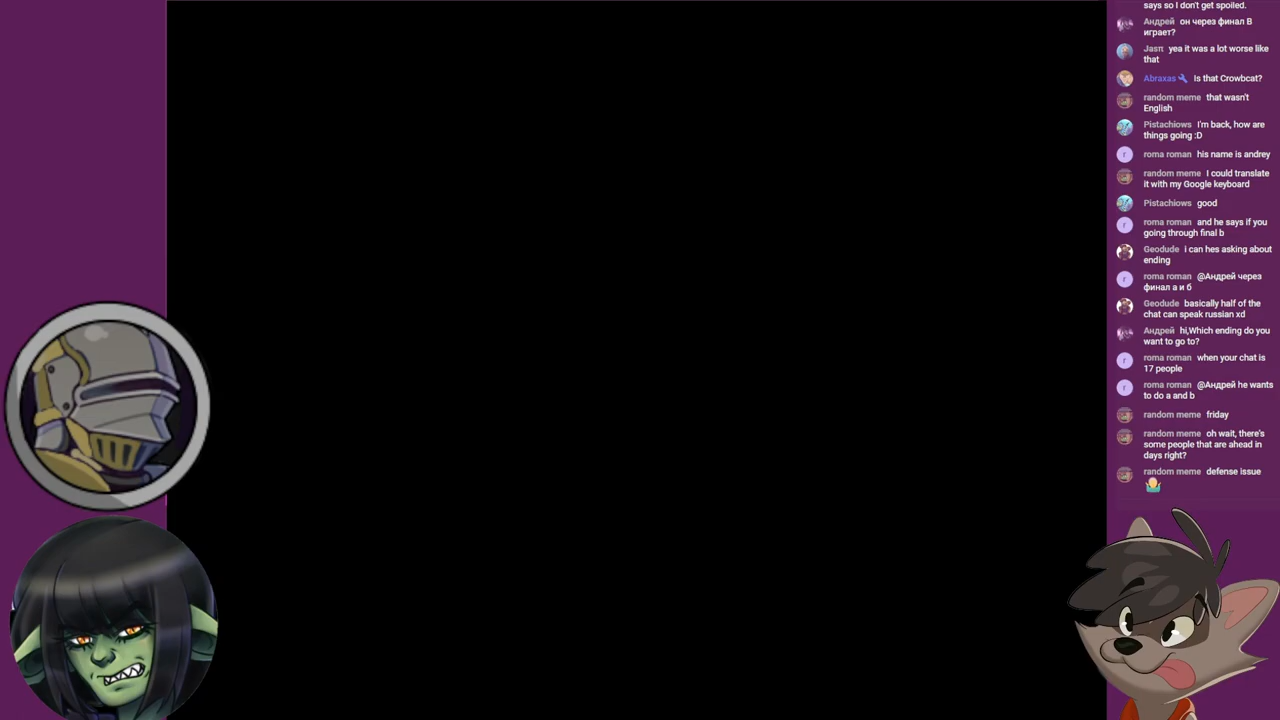 says so I don't get spoiled.
Андрей он через финал В
играет?
Jasπ yea it was a lot worse like
that
Abraxas Is that Crowbcat?
random meme that wasn't
English
Pistachiows I'm back, how are
things going :D
r
roma roman his name is andrey
random meme I could translate
it with my Google keyboard
Pistachiows good
r
roma roman and he says if you
going through final b
Geodude i can hes asking about
ending
r
roma roman @Андрей через
финал а и б
Geodude basically half of the
chat can speak russian xd
Андрей hi,Which ending do you
want to go to?
r
roma roman when your chat is
17 people
r
roma roman @Андрей he wants
to do a and b
random meme friday
random meme oh wait, there's
some people that are ahead in
days right?
random meme defense issue